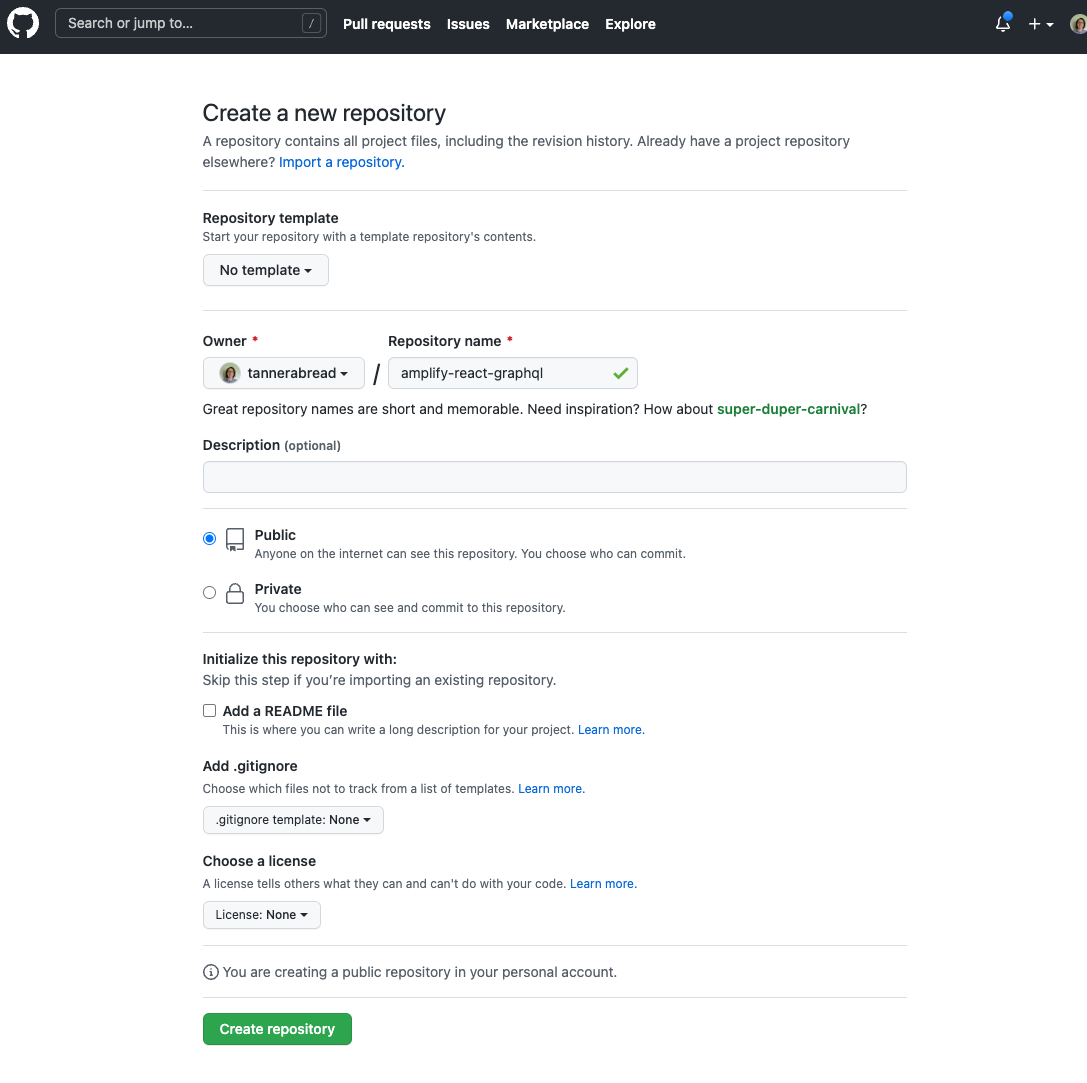 Search or jump to... /
Pull requests Issues Marketplace Explore
Create a new repository
A repository contains all project files, including the revision history. Already have a project repository
elsewhere? Import a repository.
Repository template
Start your repository with a template repository's contents.
No template
Owner * Repository name *
tannerabread / amplify-react-graphql
Great repository names are short and memorable. Need inspiration? How about super-duper-carnival?
Description (optional)
Public
Anyone on the internet can see this repository. You choose who can commit.
Private
You choose who can see and commit to this repository.
Initialize this repository with:
Skip this step if you’re importing an existing repository.
Add a README file
This is where you can write a long description for your project. Learn more.
Add .gitignore
Choose which files not to track from a list of templates. Learn more.
.gitignore template: None
Choose a license
A license tells others what they can and can't do with your code. Learn more.
License: None
You are creating a public repository in your personal account.
Create repository